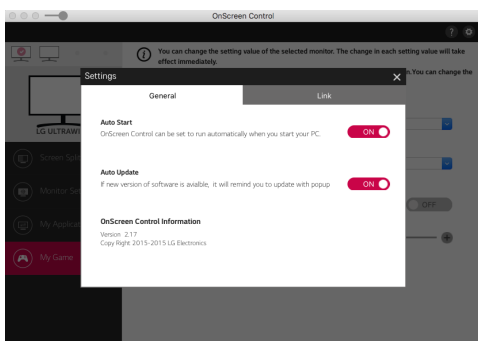 OnScreen Control
?
You can change the setting value of the selected monitor. The change in each setting value will take
effect immediately.
n.You can change the
Settings
General
Link
LG ULTRAWI
Auto Start
OnScreen Control can be set to run automatically when you start your PC.
ON
Screen Split
Auto Update
If new version of software is avialble, it will remind you to update with popup
ON
Monitor Set
OFF
My Applicat
OnScreen Control Information
Version 2.17
Copy Right 2015-2015 LG Electronics
My Game